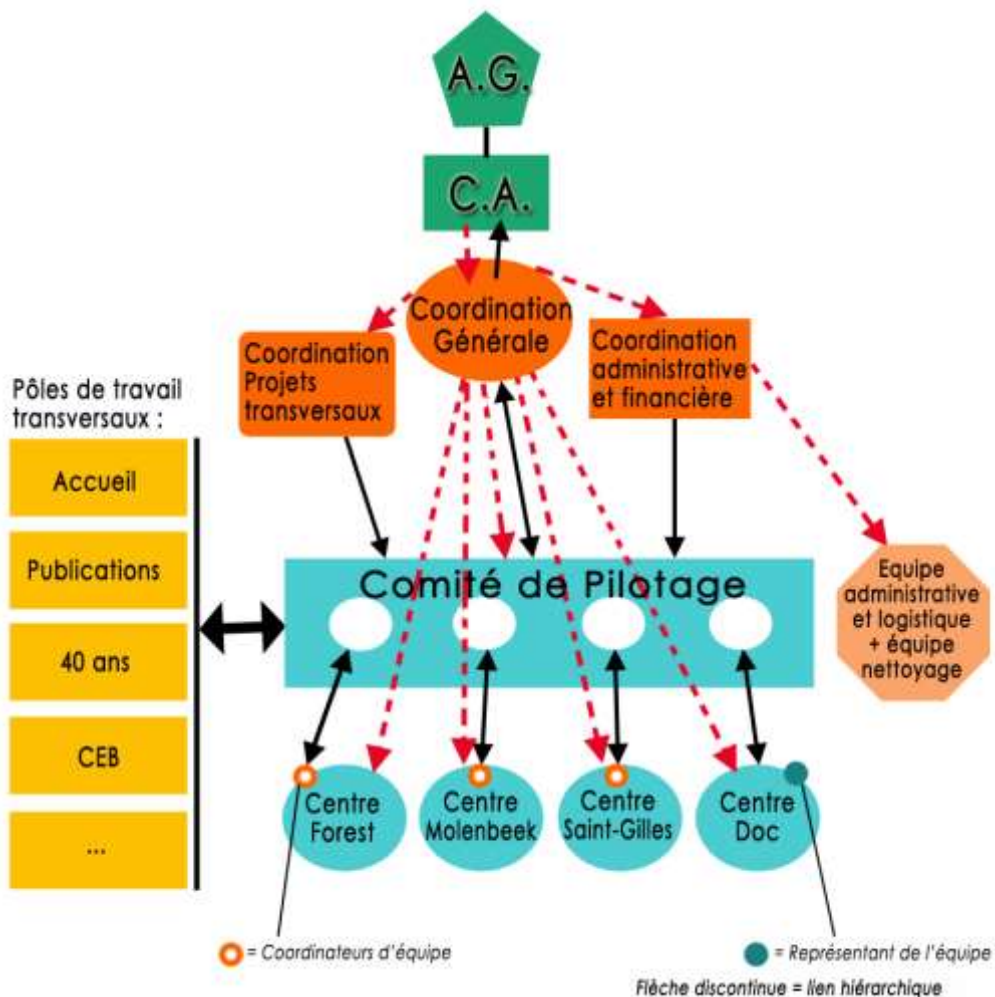 A.G.
C.A.
Coordination
Générale
Coordination
Projets
transversaux
Coordination
administrative
et financière
Pôles de travail
transversaux :
Accueil
Publications
40 ans
CEB
...
Comité de Pilotage
Equipe
administrative
et logistique
+ équipe
nettoyage
Centre
Forest
Centre
Molenbeek
Centre
Saint-Gilles
Centre
Doc
= Coordinateurs d'équipe
= Représentant de l'équipe
Flèche discontinue = lien hiérarchique